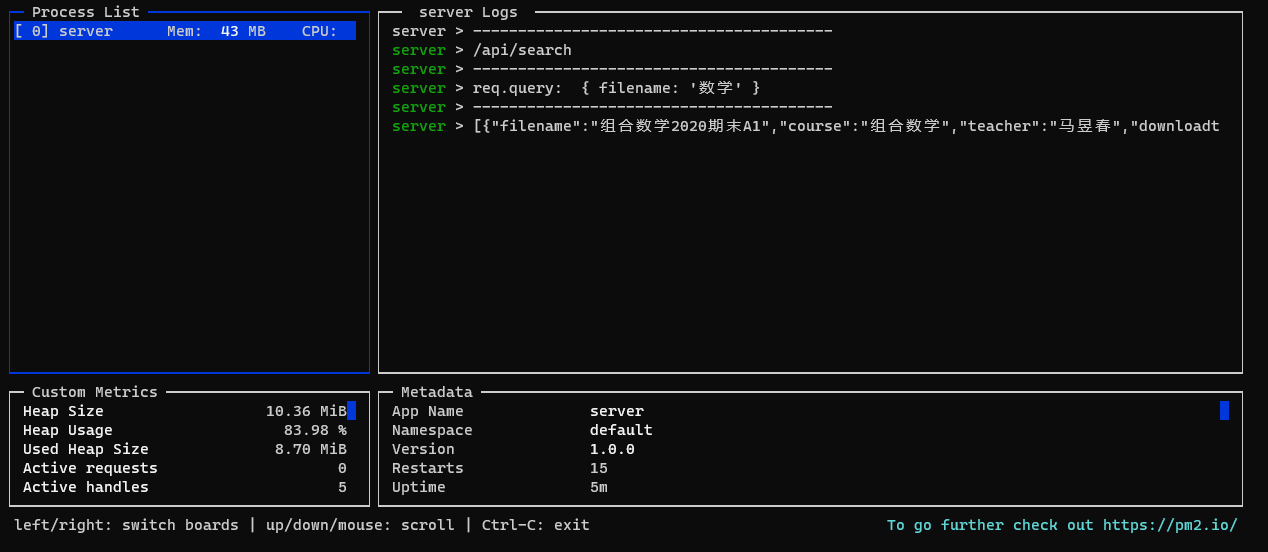 Process List
[ 0] server Mem: 43 MB CPU:
server Logs
server > ----------------------------------------
server > /api/search
server > ----------------------------------------
server > req.query:  { filename: '数学' }
server > ----------------------------------------
server > [{"filename":"组合数学2020期末A1","course":"组合数学","teacher":"马昱春","downloadt
Custom Metrics
Heap Size 10.36 MiB
Heap Usage 83.98 %
Used Heap Size 8.70 MiB
Active requests 0
Active handles 5
Metadata
App Name server
Namespace default
Version 1.0.0
Restarts 15
Uptime 5m
left/right: switch boards | up/down/mouse: scroll | Ctrl-C: exit To go further check out https://pm2.io/